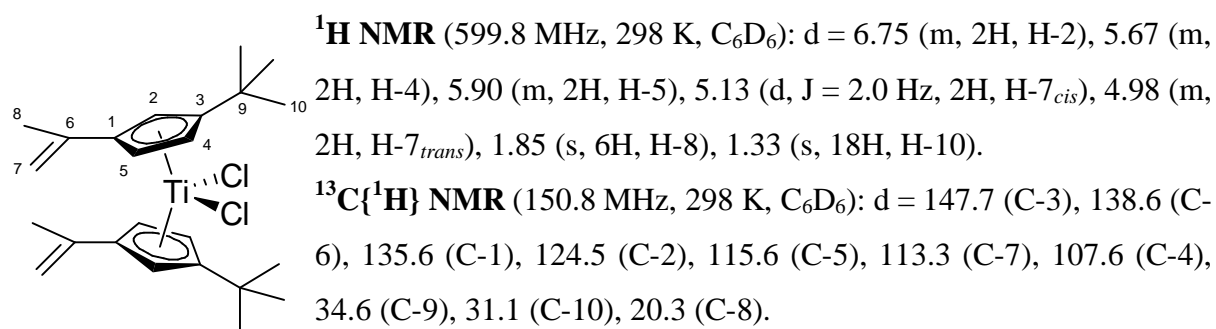 ¹H NMR (599.8 MHz, 298 K, C₆D₆): d = 6.75 (m, 2H, H-2), 5.67 (m,
2H, H-4), 5.90 (m, 2H, H-5), 5.13 (d, J = 2.0 Hz, 2H, H-7cis), 4.98 (m,
2H, H-7trans), 1.85 (s, 6H, H-8), 1.33 (s, 18H, H-10).
¹³C{¹H} NMR (150.8 MHz, 298 K, C₆D₆): d = 147.7 (C-3), 138.6 (C-
6), 135.6 (C-1), 124.5 (C-2), 115.6 (C-5), 113.3 (C-7), 107.6 (C-4),
34.6 (C-9), 31.1 (C-10), 20.3 (C-8).
2
3
8
6
1
9
10
4
7
5
Cl
Ti
Cl